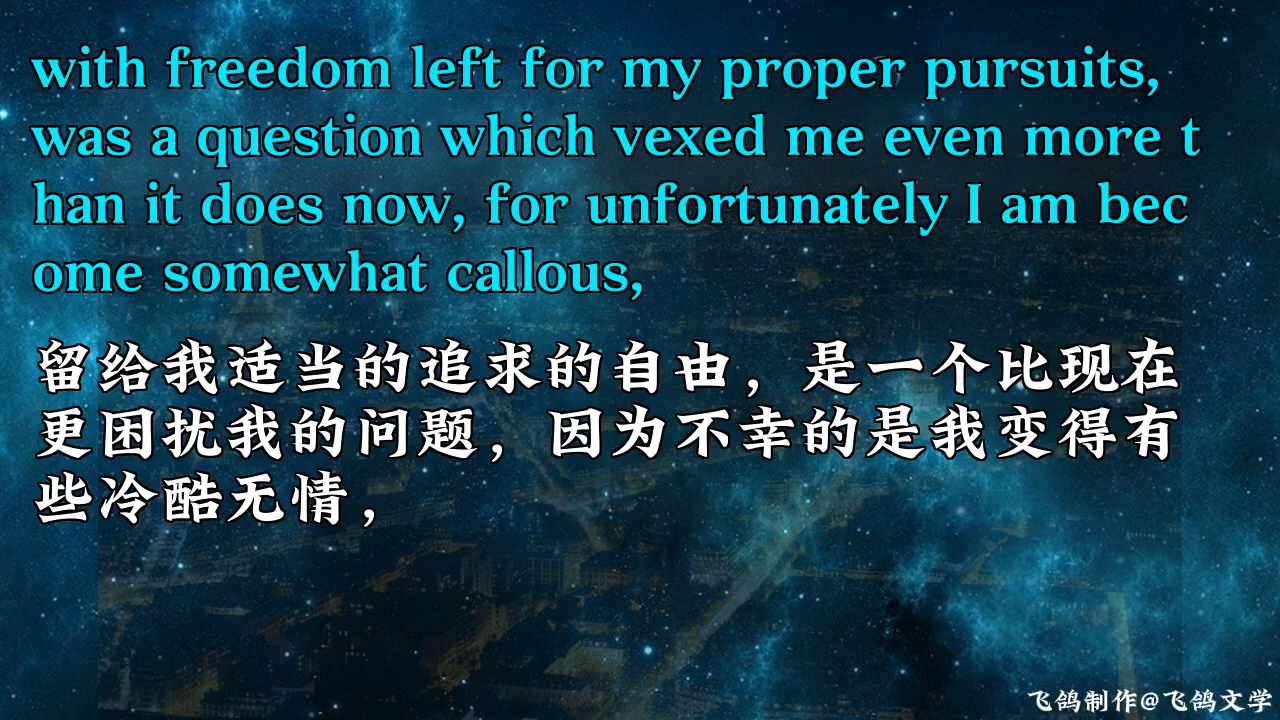 with freedom left for my proper pursuits,
was a question which vexed me even more t
han it does now, for unfortunately I am bec
ome somewhat callous,
留给我适当的追求的自由，是一个比现在
更困扰我的问题，因为不幸的是我变得有
些冷酷无情，
飞鸽制作@飞鸽文学